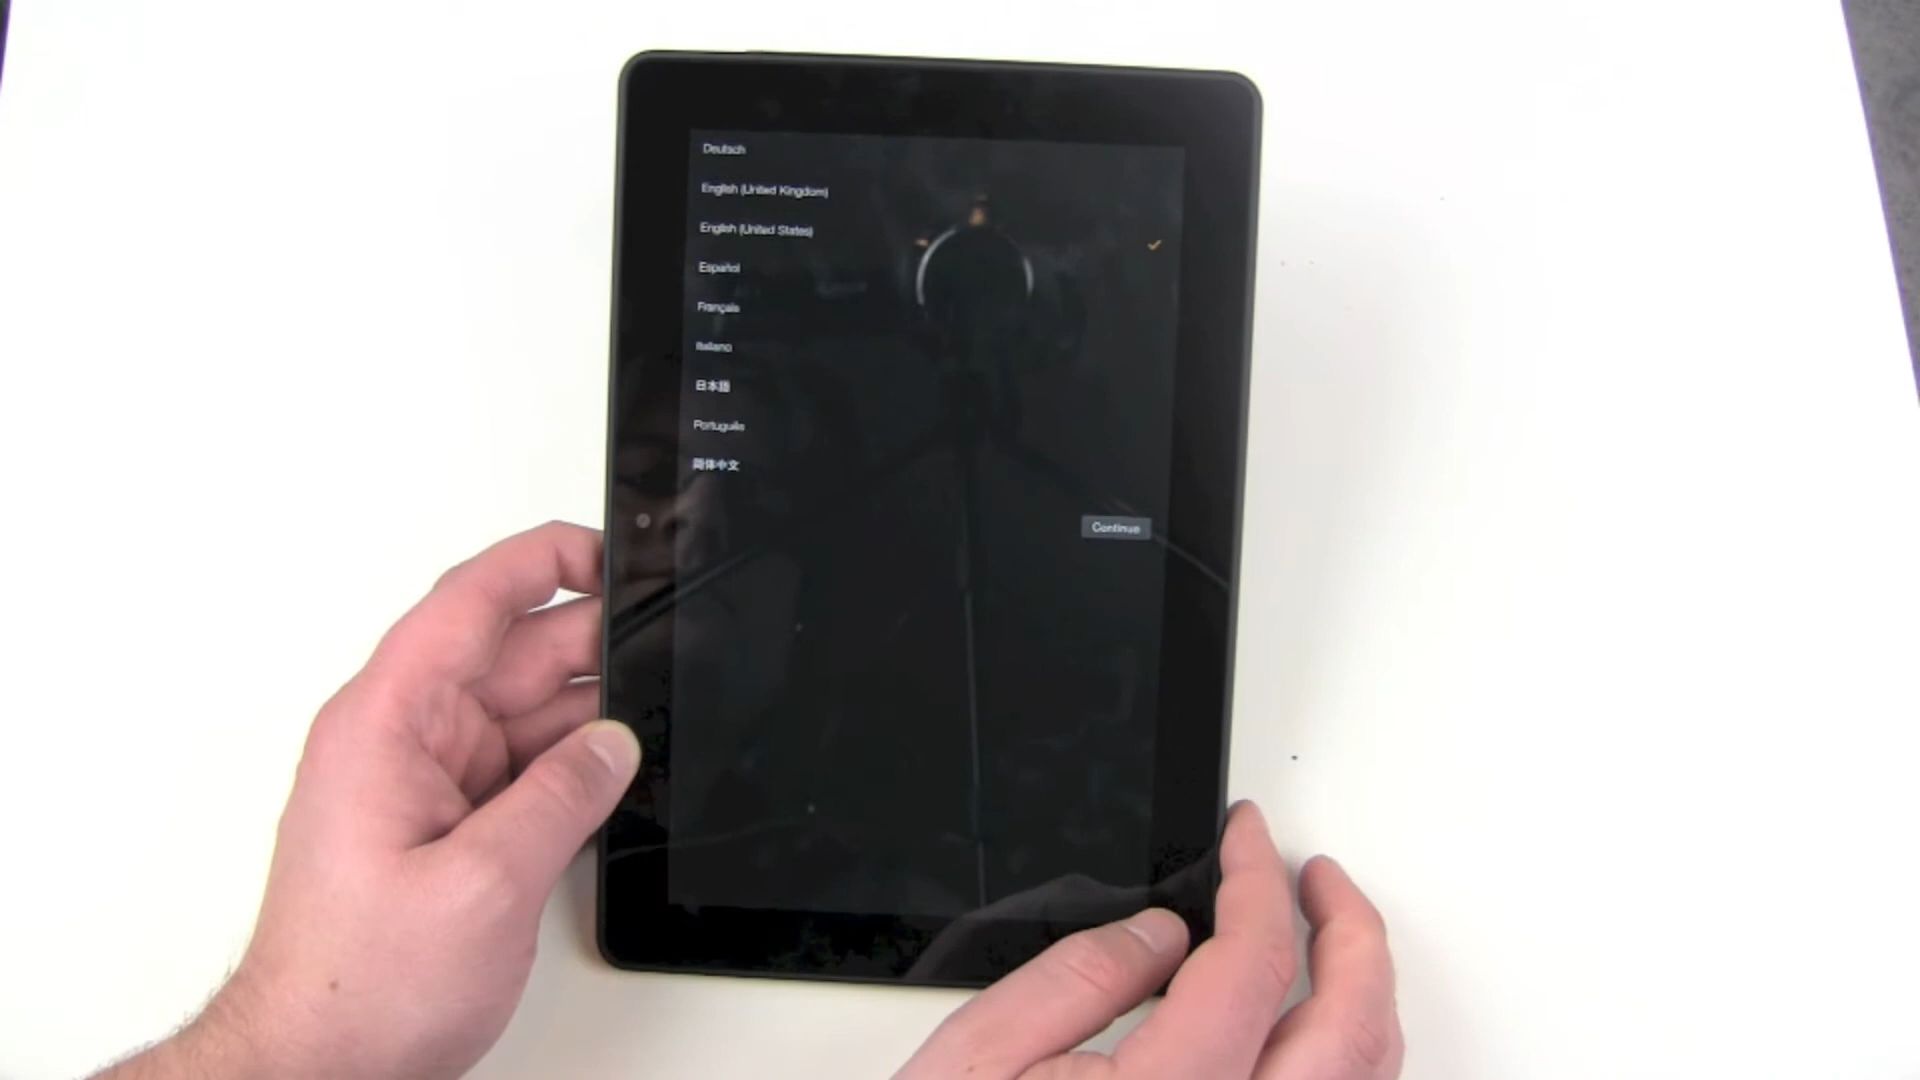 Deutsch
English (United Kingdom)
English (United States)
Español
Français
Italiano
日本語
Português
简体中文
Continue